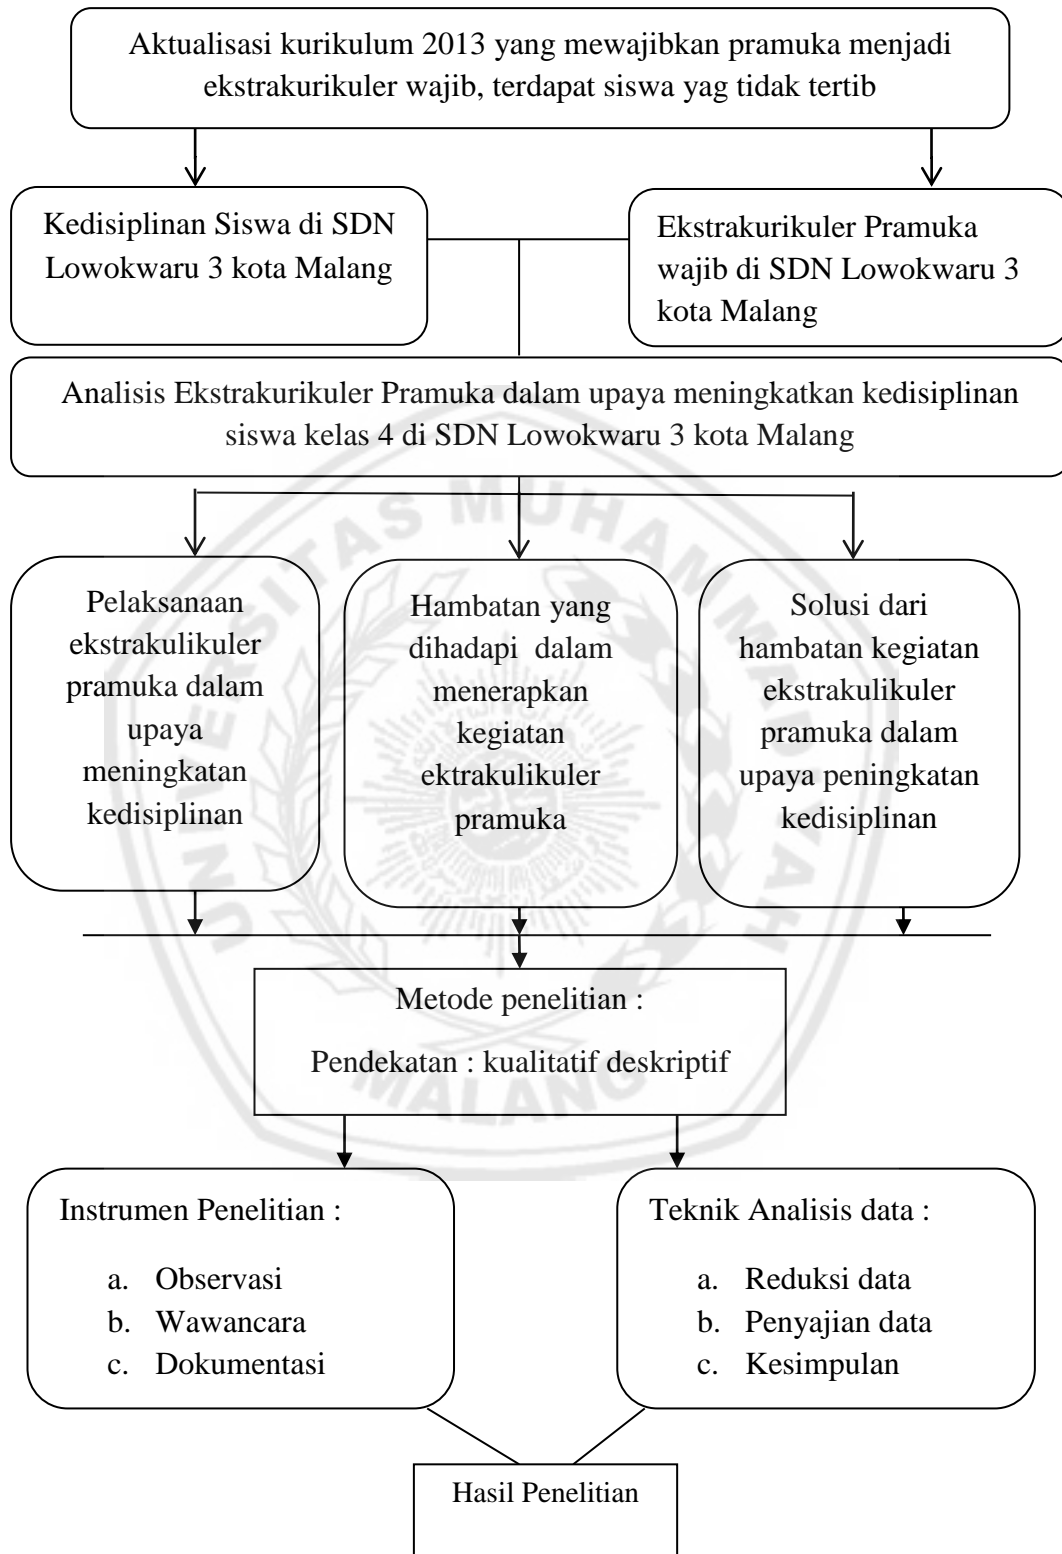 Aktualisasi kurikulum 2013 yang mewajibkan pramuka menjadi
ekstrakurikuler wajib, terdapat siswa yag tidak tertib
Kedisiplinan Siswa di SDN
Lowokwaru 3 kota Malang
Ekstrakurikuler Pramuka
wajib di SDN Lowokwaru 3
kota Malang
Analisis Ekstrakurikuler Pramuka dalam upaya meningkatkan kedisiplinan
siswa kelas 4 di SDN Lowokwaru 3 kota Malang
Pelaksanaan
ekstrakulikuler
pramuka dalam
upaya
meningkatan
kedisiplinan
Hambatan yang
dihadapi dalam
menerapkan
kegiatan
ektrakulikuler
pramuka
Solusi dari
hambatan kegiatan
ekstrakulikuler
pramuka dalam
upaya peningkatan
kedisiplinan
Metode penelitian :
Pendekatan : kualitatif deskriptif
Instrumen Penelitian :
a. Observasi
b. Wawancara
c. Dokumentasi
Teknik Analisis data :
a. Reduksi data
b. Penyajian data
c. Kesimpulan
Hasil Penelitian
UNIVERSITAS MUHAMMADIYAH
MALANG